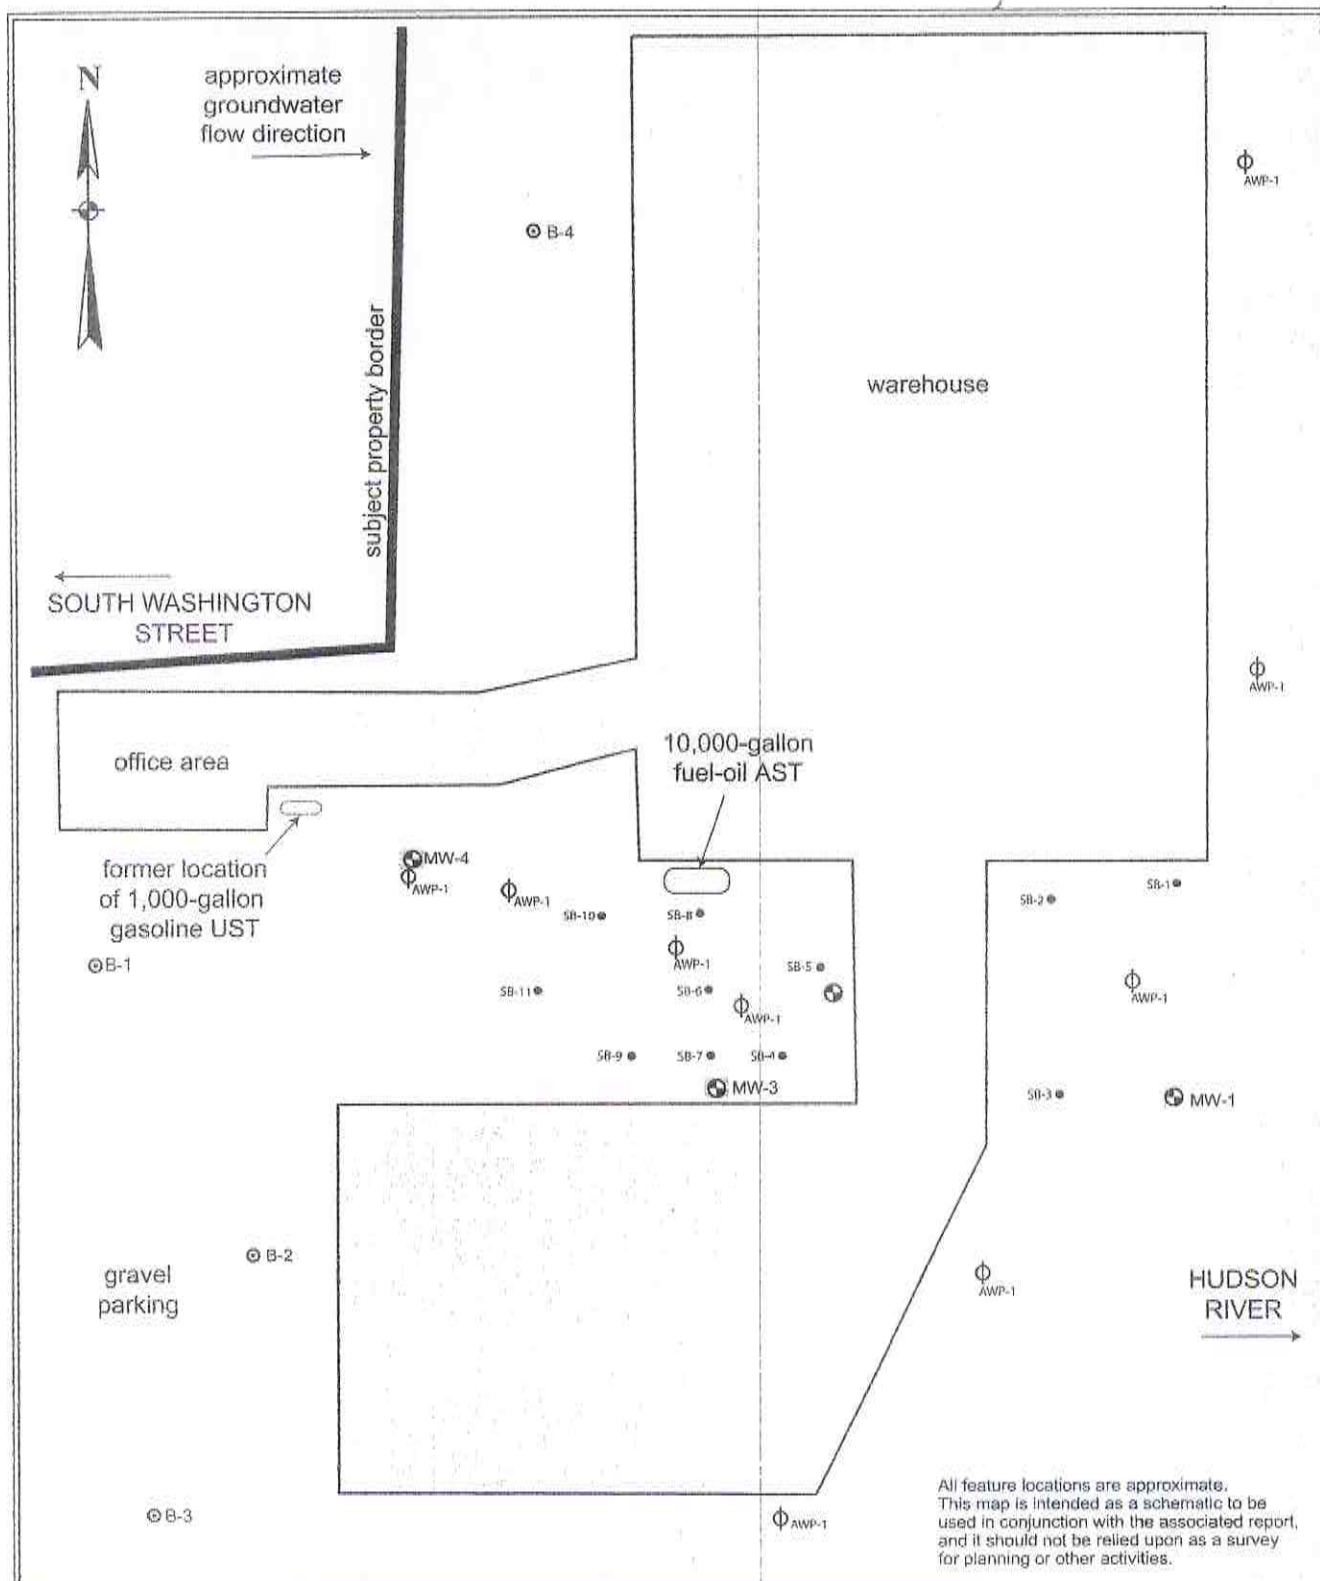 N
approximate
groundwater
flow direction
AWP-1
B-4
subject property border
warehouse
SOUTH WASHINGTON
STREET
AWP-1
office area
10,000-gallon
fuel-oil AST
former location
of 1,000-gallon
gasoline UST
MW-4
AWP-1
AWP-1
SB-10
SB-8
SB-2
SB-1
B-1
AWP-1
SB-5
SB-11
SB-6
AWP-1
AWP-1
SB-9
SB-7
SB-4
MW-3
SB-3
MW-1
B-2
gravel
parking
AWP-1
HUDSON
RIVER
B-3
AWP-1
All feature locations are approximate.
This map is intended as a schematic to be
used in conjunction with the associated report,
and it should not be relied upon as a survey
for planning or other activities.